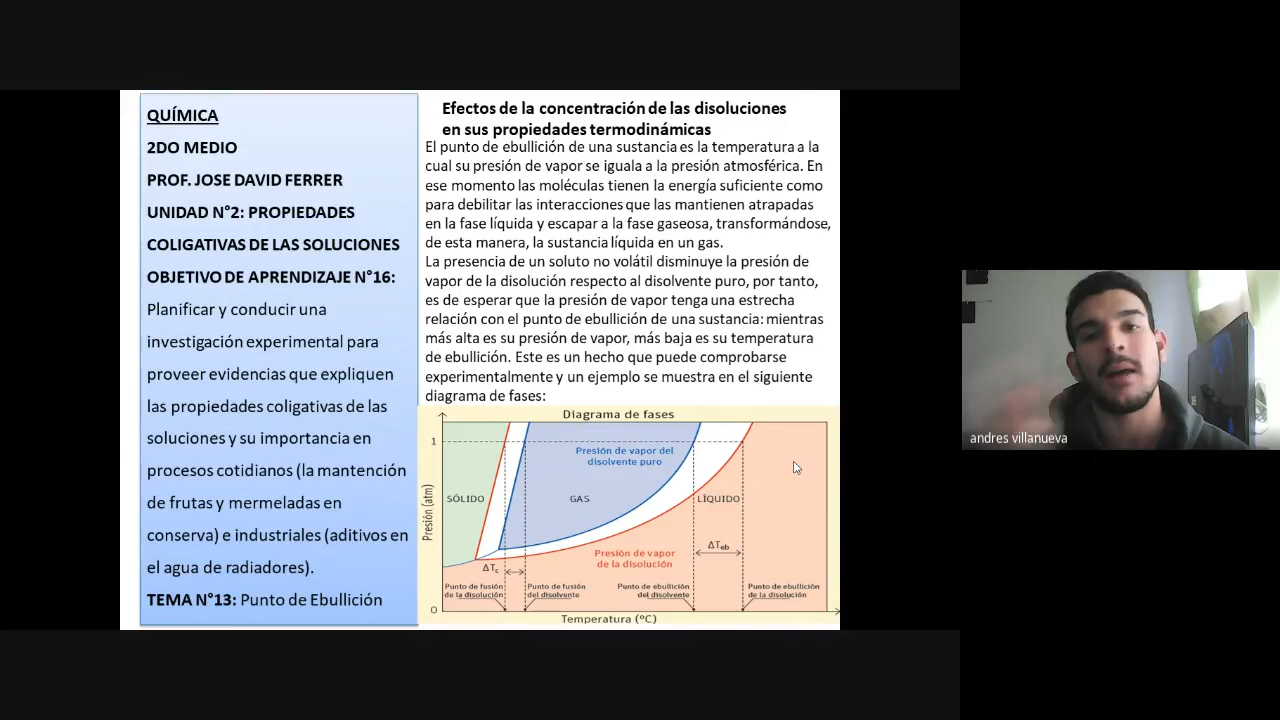 QUÍMICA
2DO MEDIO
PROF. JOSE DAVID FERRER
UNIDAD N°2: PROPIEDADES
COLIGATIVAS DE LAS SOLUCIONES
OBJETIVO DE APRENDIZAJE N°16:
Planificar y conducir una
investigación experimental para
proveer evidencias que expliquen
las propiedades coligativas de las
soluciones y su importancia en
procesos cotidianos (la mantención
de frutas y mermeladas en
conserva) e industriales (aditivos en
el agua de radiadores).
TEMA N°13: Punto de Ebullición
Efectos de la concentración de las disoluciones
en sus propiedades termodinámicas
El punto de ebullición de una sustancia es la temperatura a la
cual su presión de vapor se iguala a la presión atmosférica. En
ese momento las moléculas tienen la energía suficiente como
para debilitar las interacciones que las mantienen atrapadas
en la fase líquida y escapar a la fase gaseosa, transformándose,
de esta manera, la sustancia líquida en un gas.
La presencia de un soluto no volátil disminuye la presión de
vapor de la disolución respecto al disolvente puro, por tanto,
es de esperar que la presión de vapor tenga una estrecha
relación con el punto de ebullición de una sustancia: mientras
más alta es su presión de vapor, más baja es su temperatura
de ebullición. Este es un hecho que puede comprobarse
experimentalmente y un ejemplo se muestra en el siguiente
diagrama de fases:
Diagrama de fases
1
Presión de vapor del
disolvente puro
SÓLIDO
GAS
LÍQUIDO
Presión (atm)
Presión de vapor
de la disolución
ΔTeb
ΔTc
Punto de fusión
de la disolución
Punto de fusión
del disolvente
Punto de ebullición
del disolvente
Punto de ebullición
de la disolución
0
Temperatura (°C)
andres villanueva